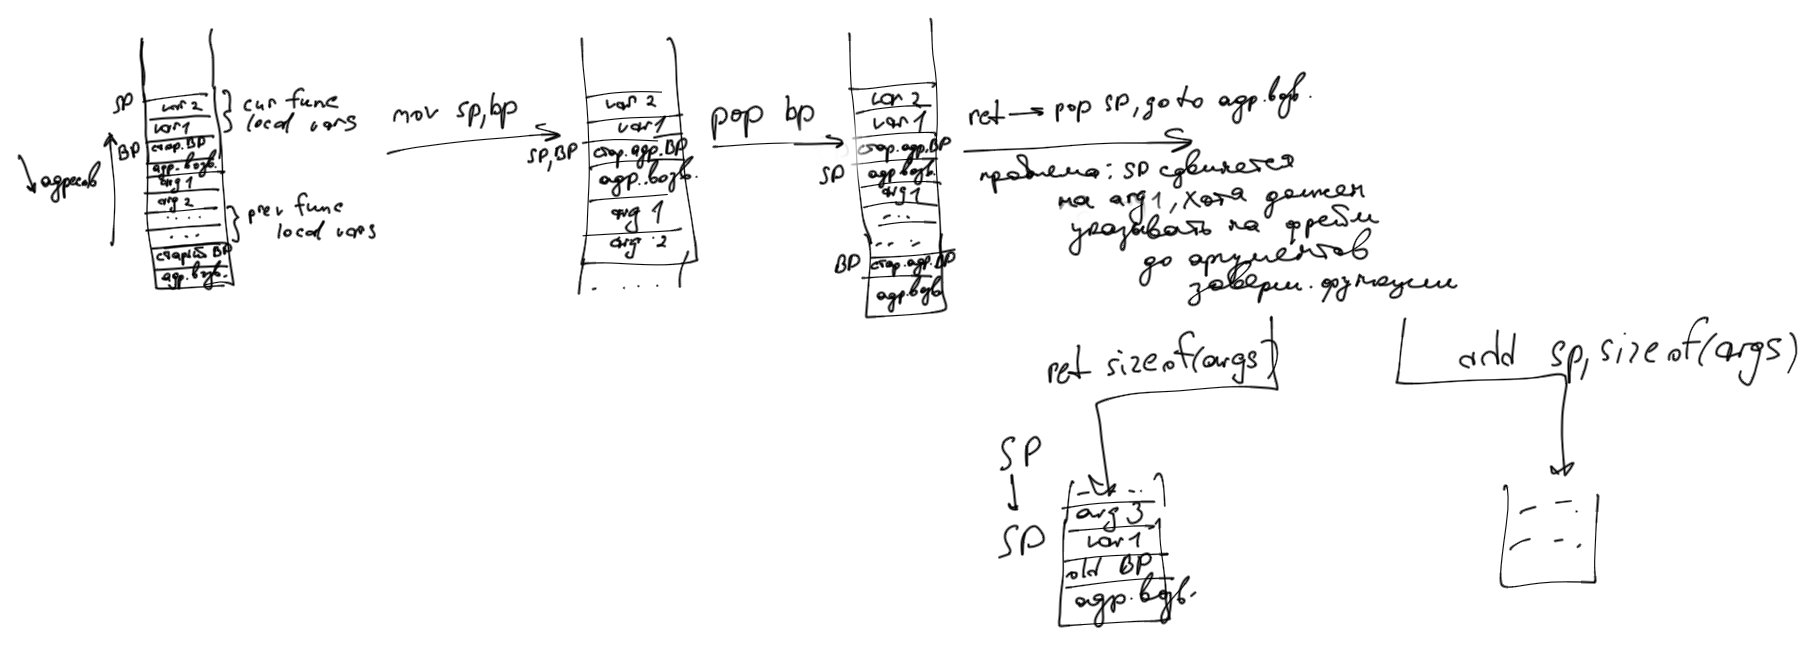 SP
var 2
var 1
BP
стар. BP
адр. возв.
arg 1
arg 2
....
...
старый BP
адр. возв.
адресов
cur func
local vars
prev func
local vars
mov sp, bp
var 2
var 1
SP, BP
стар. адр. BP
адр. возв.
arg 1
arg 2
. . . .
pop bp
var 2
var 1
стар. адр. BP
SP
адр. возв.
arg 1
...
....
BP
стар. адр. BP
адр. возв
ret → pop sp, goto адр. возв.
проблема: SP сдвигается
на arg 1, хотя должен
указывать на фрейм
до аргументов
заверш. функции
ret sizeof(args)
add sp, sizeof(args)
SP
SP
arg 3
var 1
old BP
адр. возв.